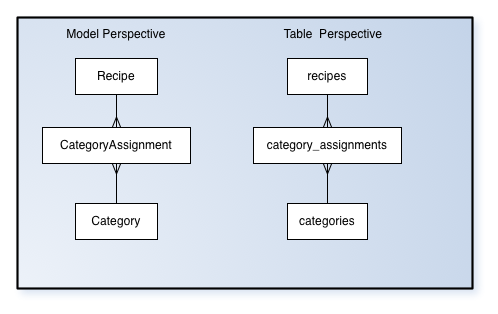 Model Perspective
Table Perspective
Recipe
recipes
CategoryAssignment
category_assignments
Category
categories